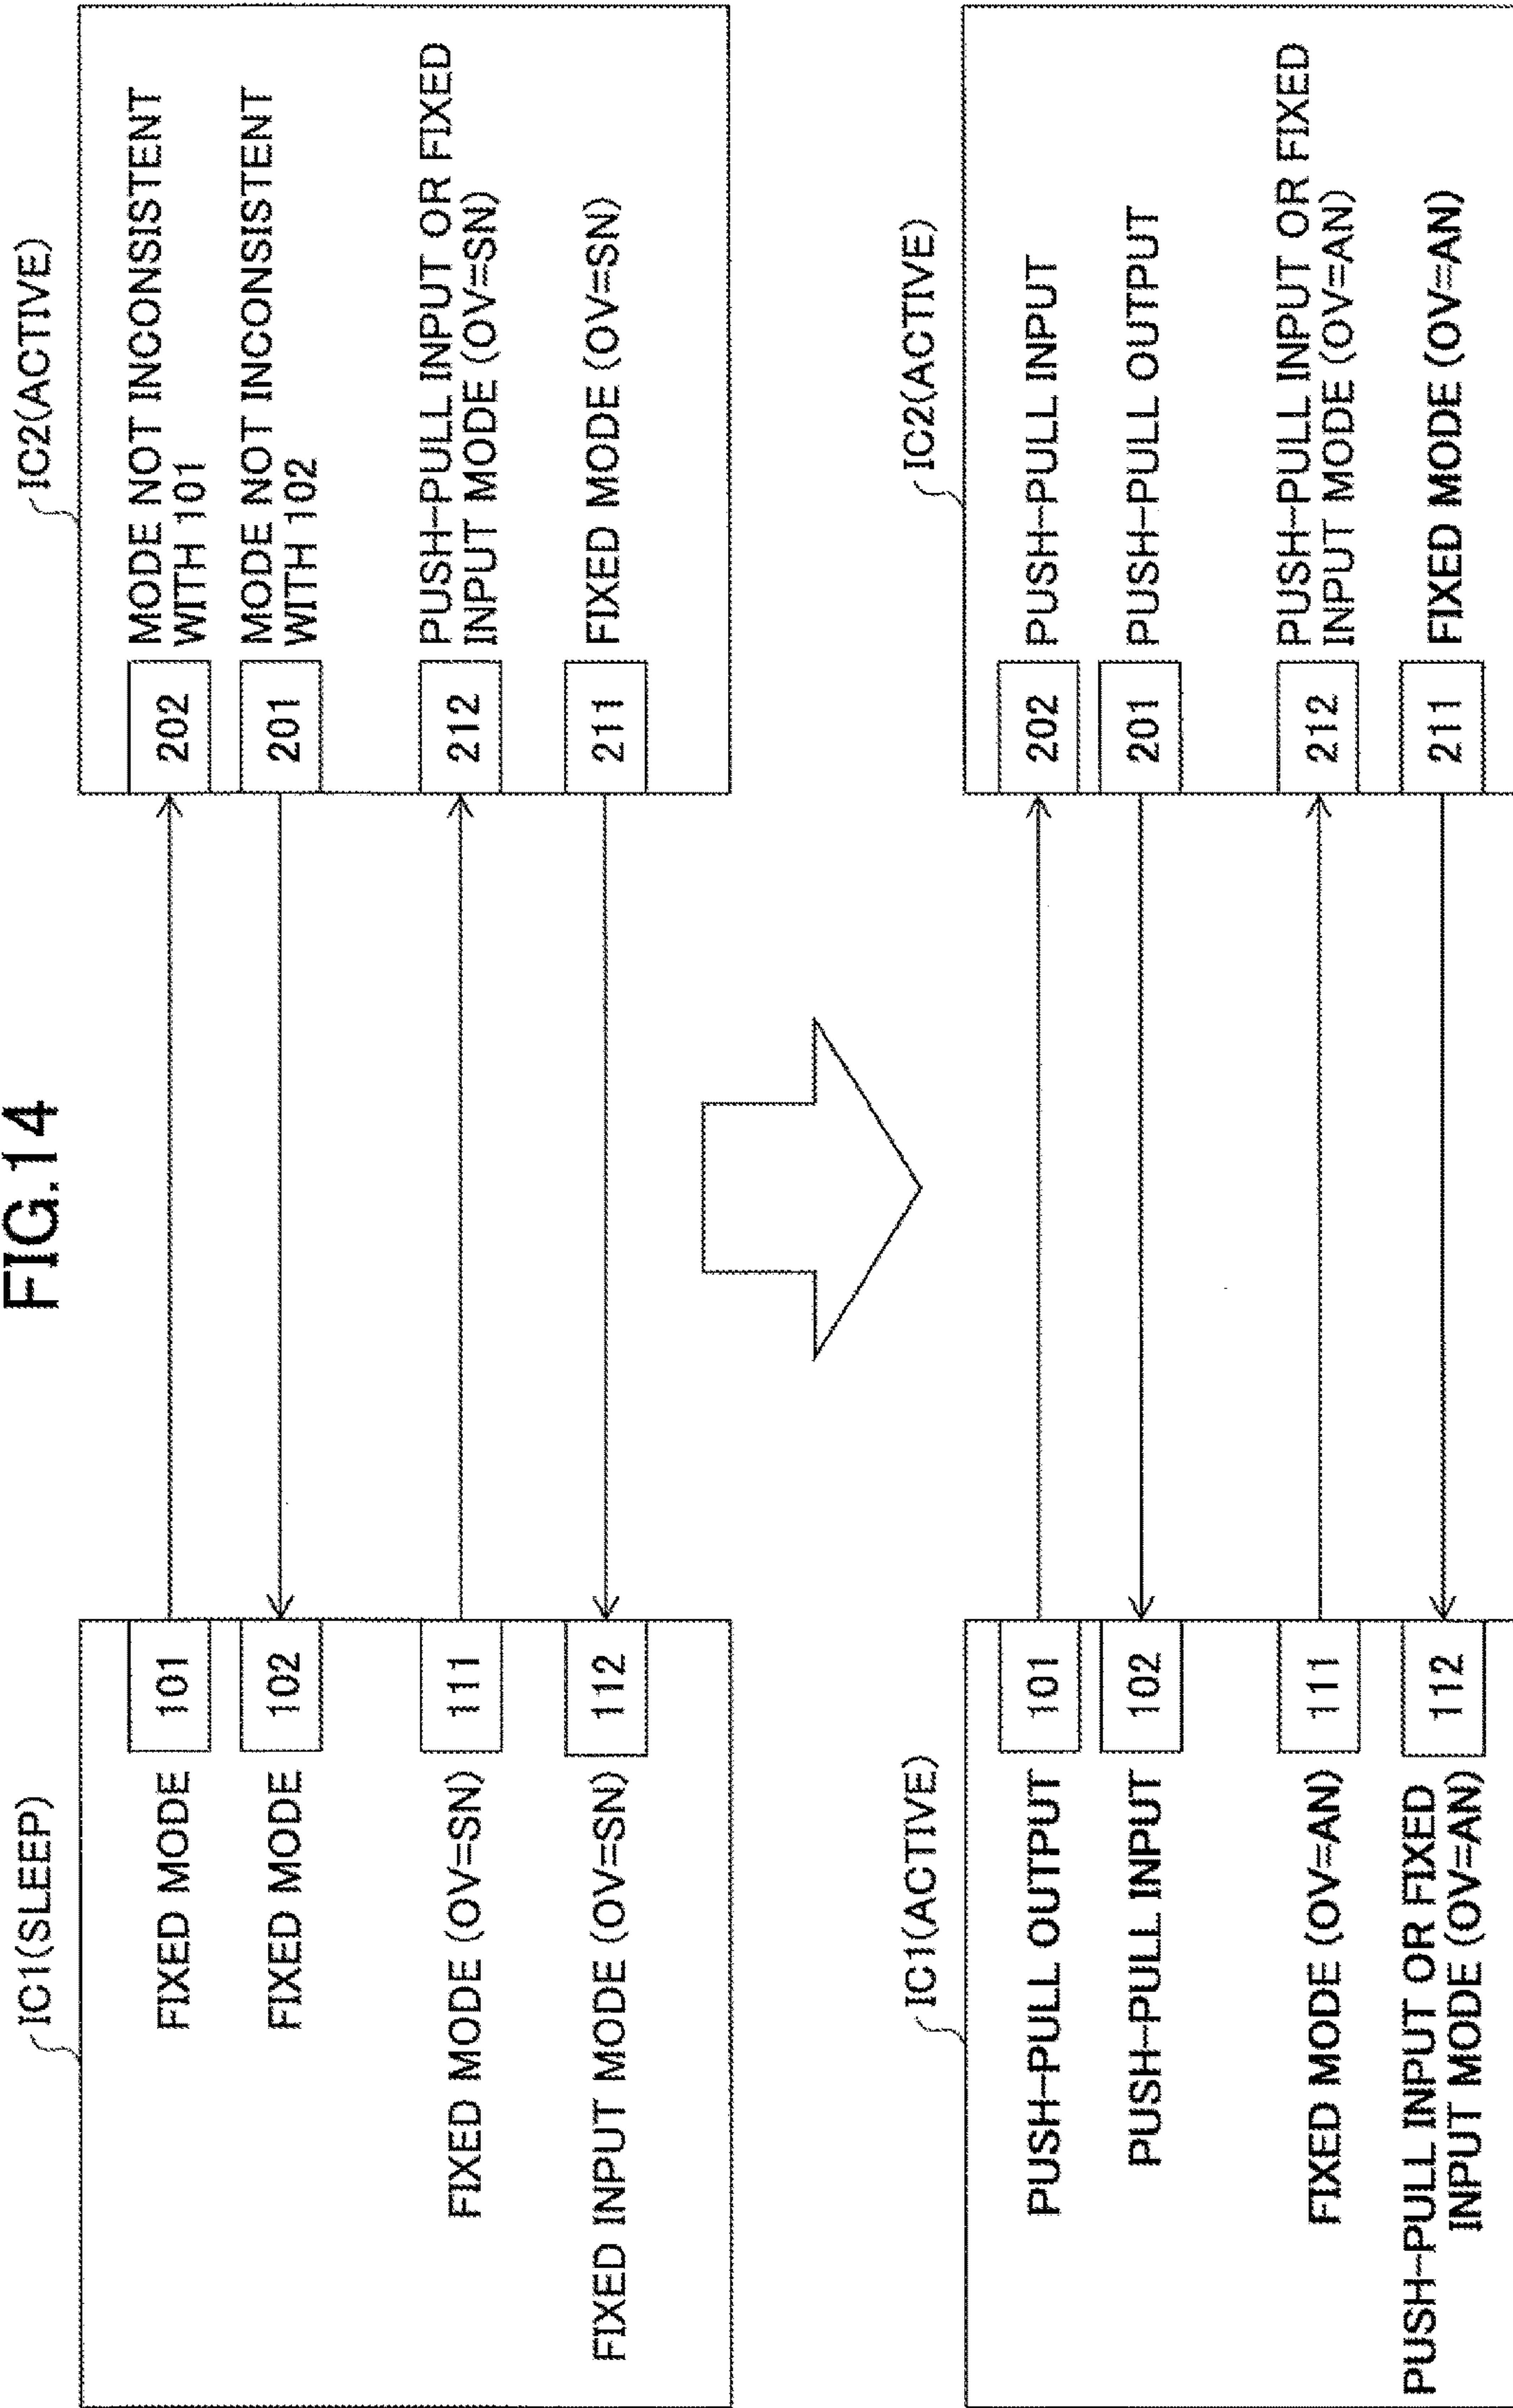 FIG.14
IC1(SLEEP)
FIXED MODE
101
FIXED MODE
102
FIXED MODE (OV=SN)
111
FIXED INPUT MODE (OV=SN)
112
IC2(ACTIVE)
202
MODE NOT INCONSISTENT
WITH 101
201
MODE NOT INCONSISTENT
WITH 102
212
PUSH-PULL INPUT OR FIXED
INPUT MODE (OV=SN)
211
FIXED MODE (OV=SN)
IC1(ACTIVE)
PUSH-PULL OUTPUT
101
PUSH-PULL INPUT
102
FIXED MODE (OV=AN)
111
PUSH-PULL INPUT OR FIXED
INPUT MODE (OV=AN)
112
IC2(ACTIVE)
202
PUSH-PULL INPUT
201
PUSH-PULL OUTPUT
212
PUSH-PULL INPUT OR FIXED
INPUT MODE (OV=AN)
211
FIXED MODE (OV=AN)